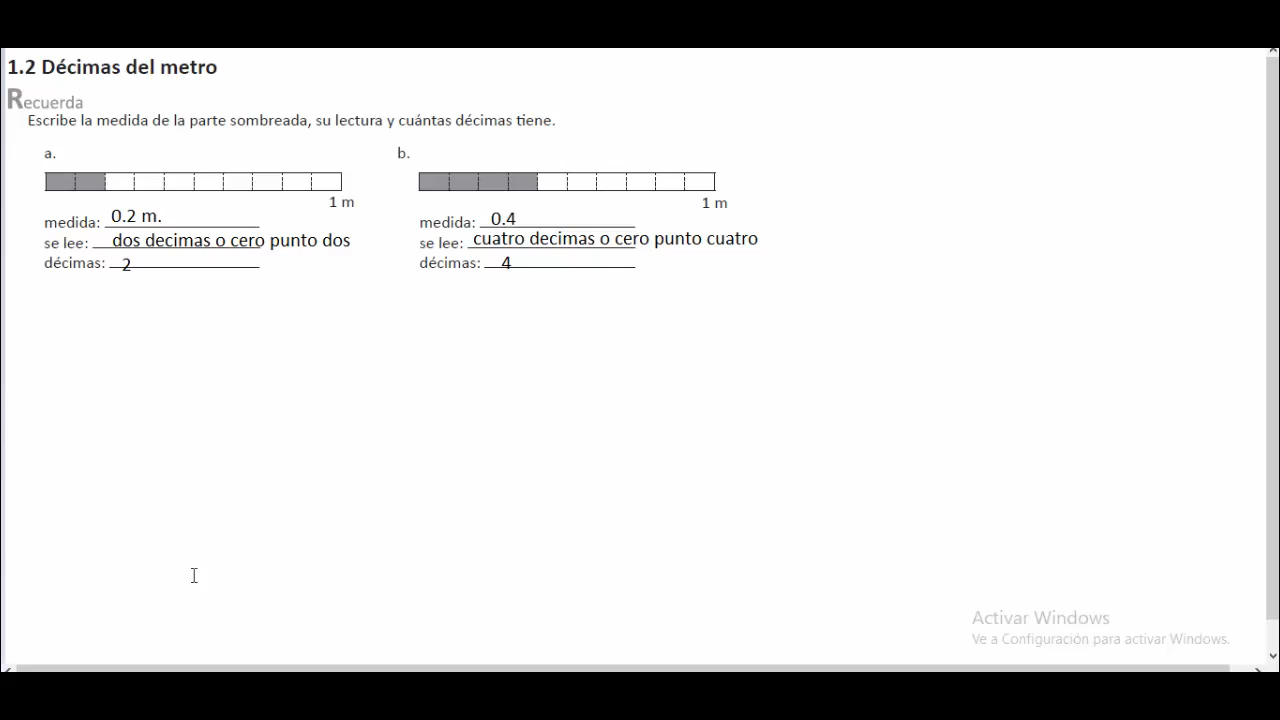 1.2 Décimas del metro
Recuerda
Escribe la medida de la parte sombreada, su lectura y cuántas décimas tiene.
a.
1 m
medida: 0.2 m.
se lee: dos decimas o cero punto dos
décimas: 2
b.
1 m
medida: 0.4
se lee: cuatro decimas o cero punto cuatro
décimas: 4
Activar Windows
Ve a Configuración para activar Windows.